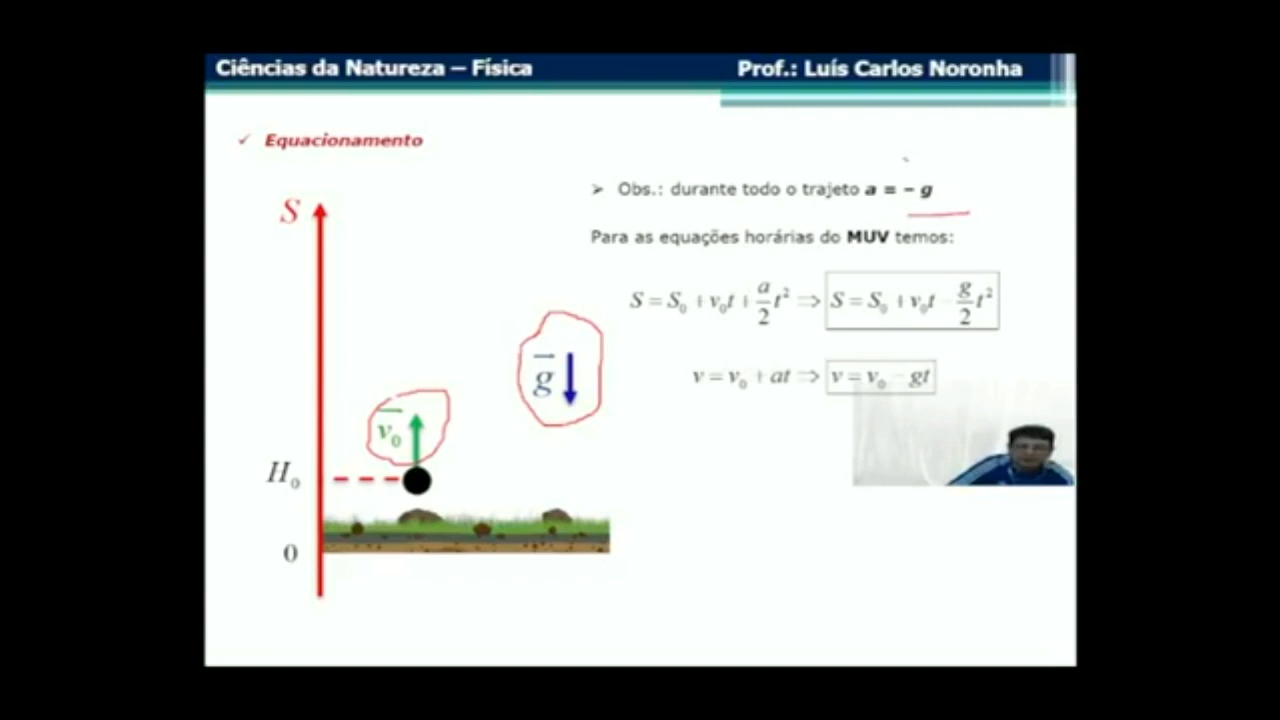 Ciências da Natureza – Física
Prof.: Luís Carlos Noronha
✓ Equacionamento
➢ Obs.: durante todo o trajeto a = – g
Para as equações horárias do MUV temos:
S
S = S₀ + v₀t + a/2 t² ⇒ S = S₀ + v₀t − g/2 t²
g
v = v₀ + at ⇒ v = v₀ − gt
v₀
H₀
0